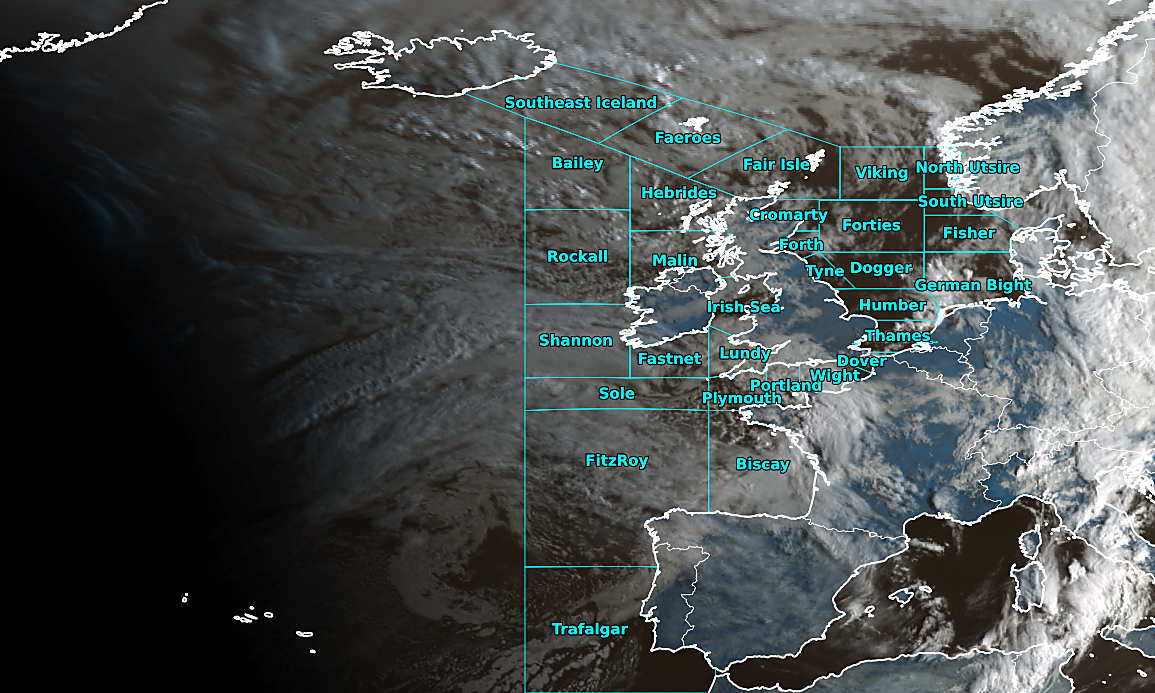 Southeast Iceland
Faeroes
Bailey
Fair Isle
Viking
North Utsire
Hebrides
South Utsire
Cromarty
Forties
Fisher
Forth
Rockall
Malin
Tyne
Dogger
German Bight
Irish Sea
Humber
Thames
Shannon
Fastnet
Lundy
Dover
Wight
Portland
Sole
Plymouth
FitzRoy
Biscay
Trafalgar